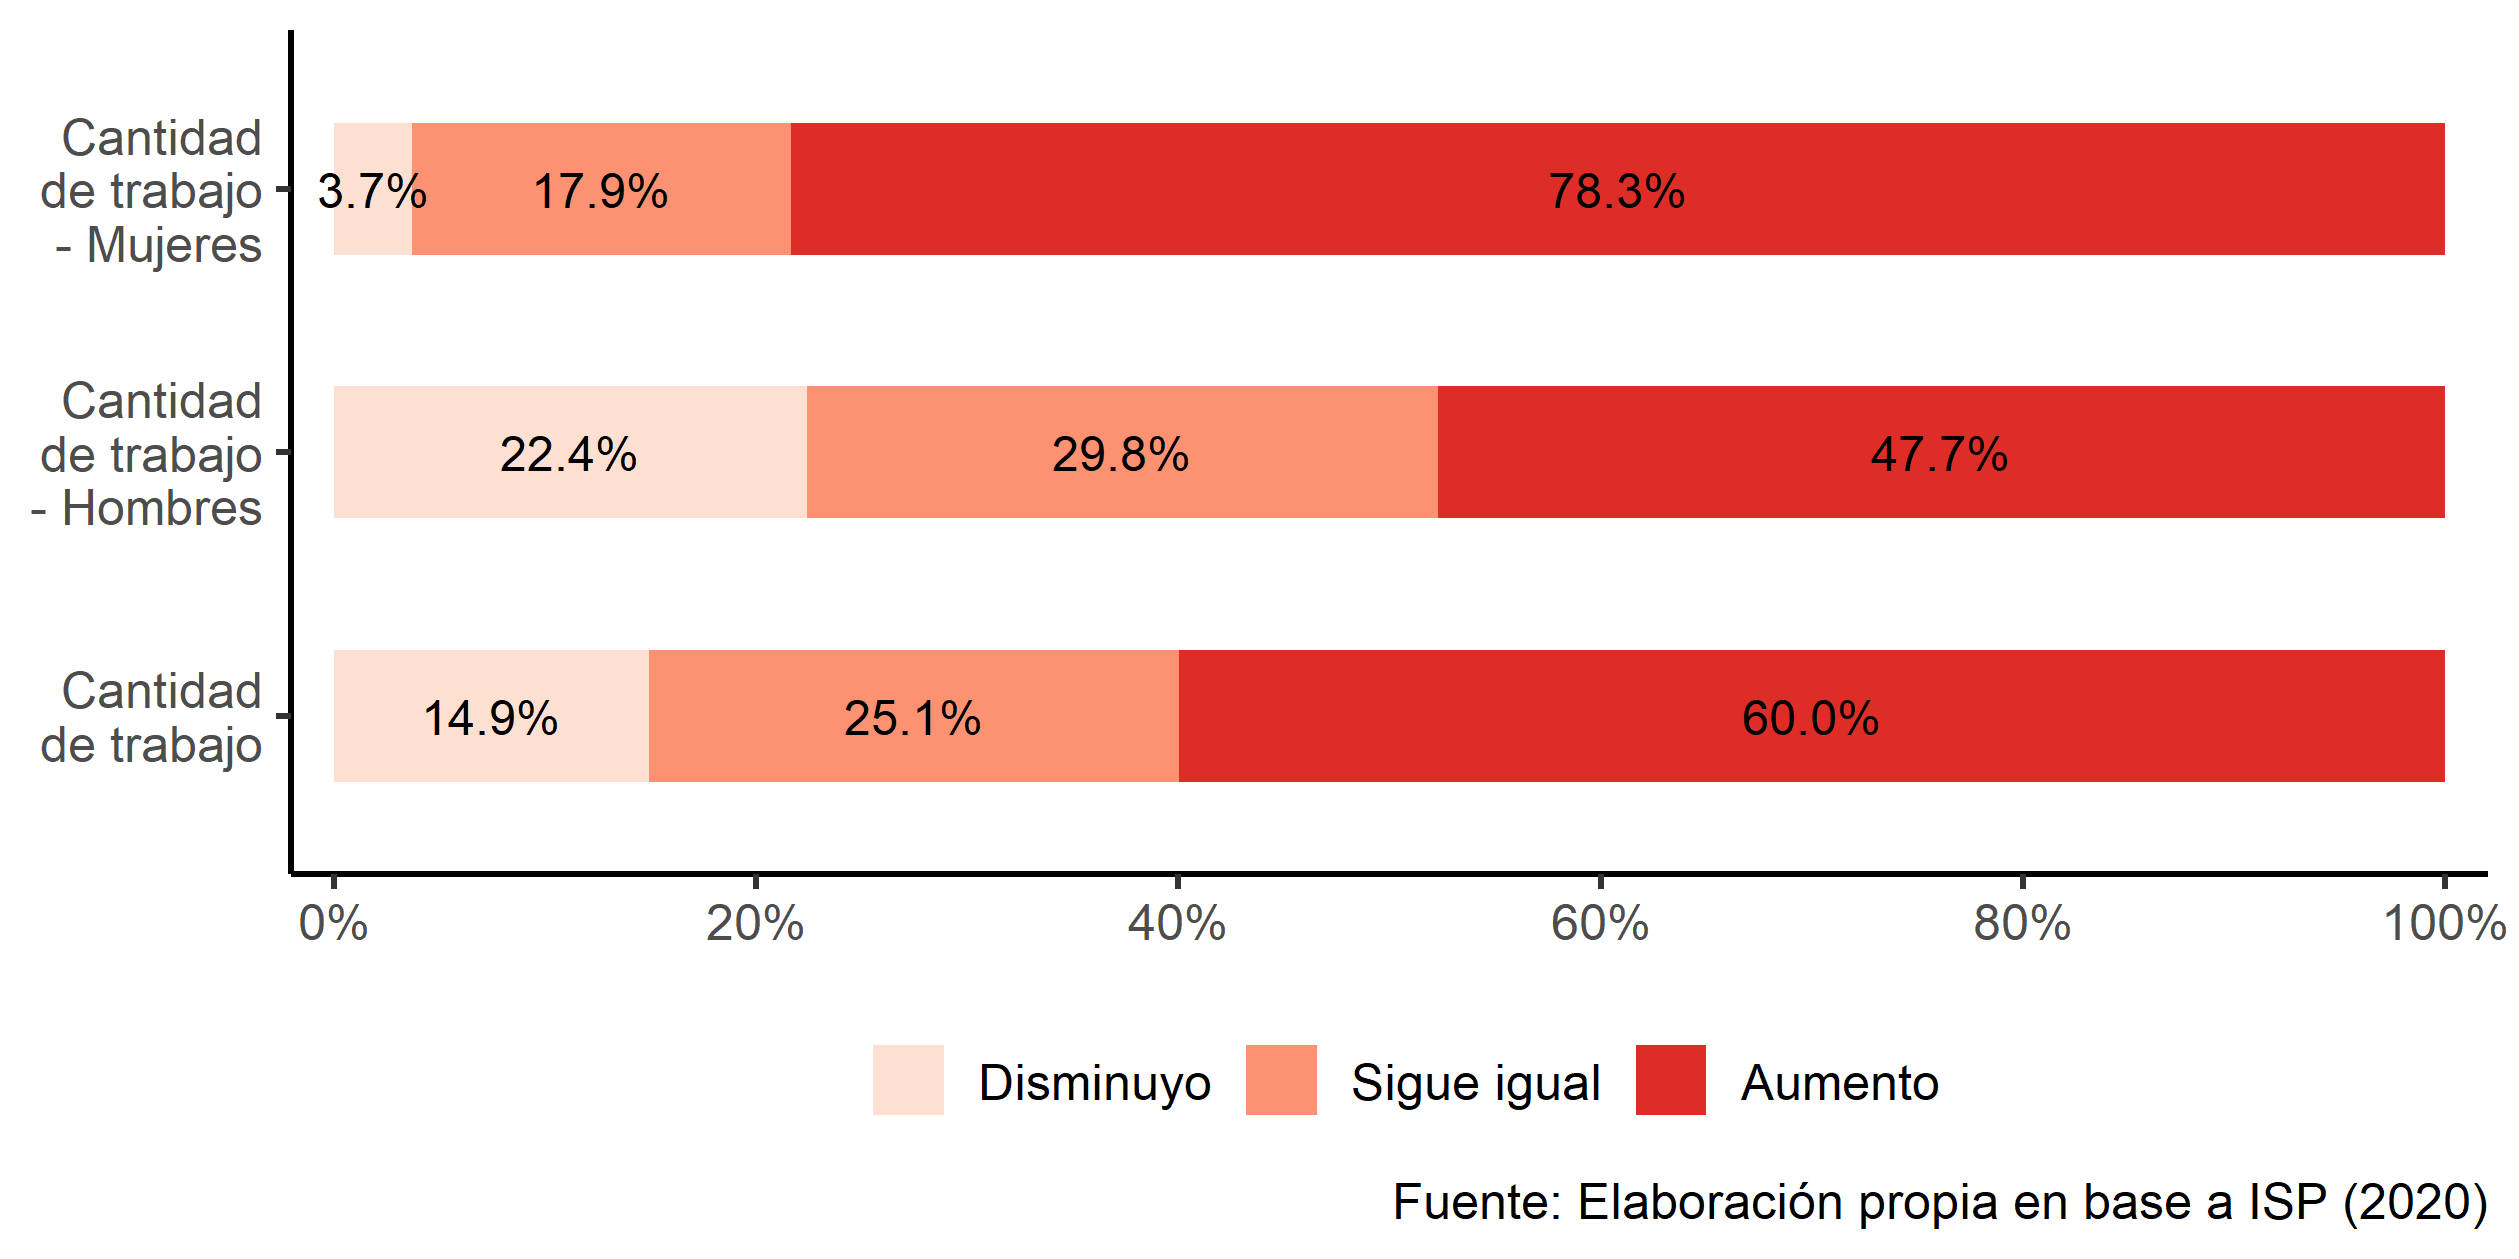 Cantidad
de trabajo
- Mujeres
3.7% 17.9% 78.3%
Cantidad
de trabajo
- Hombres
22.4% 29.8% 47.7%
Cantidad
de trabajo
14.9% 25.1% 60.0%
0% 20% 40% 60% 80% 100%
Disminuyo Sigue igual Aumento
Fuente: Elaboración propia en base a ISP (2020)